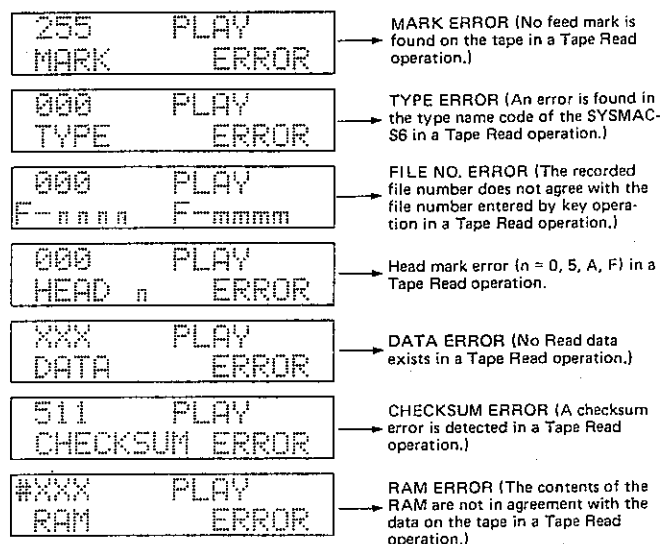 255 PLAY
MARK ERROR
MARK ERROR (No feed mark is
found on the tape in a Tape Read
operation.)
000 PLAY
TYPE ERROR
TYPE ERROR (An error is found in
the type name code of the SYSMAC-
S6 in a Tape Read operation.)
000 PLAY
F-nnnn F-mmmm
FILE NO. ERROR (The recorded
file number does not agree with the
file number entered by key opera-
tion in a Tape Read operation.)
000 PLAY
HEAD n ERROR
Head mark error (n = 0, 5, A, F) in a
Tape Read operation.
XXX PLAY
DATA ERROR
DATA ERROR (No Read data
exists in a Tape Read operation.)
511 PLAY
CHECKSUM ERROR
CHECKSUM ERROR (A checksum
error is detected in a Tape Read
operation.)
#XXX PLAY
RAM ERROR
RAM ERROR (The contents of the
RAM are not in agreement with the
data on the tape in a Tape Read
operation.)